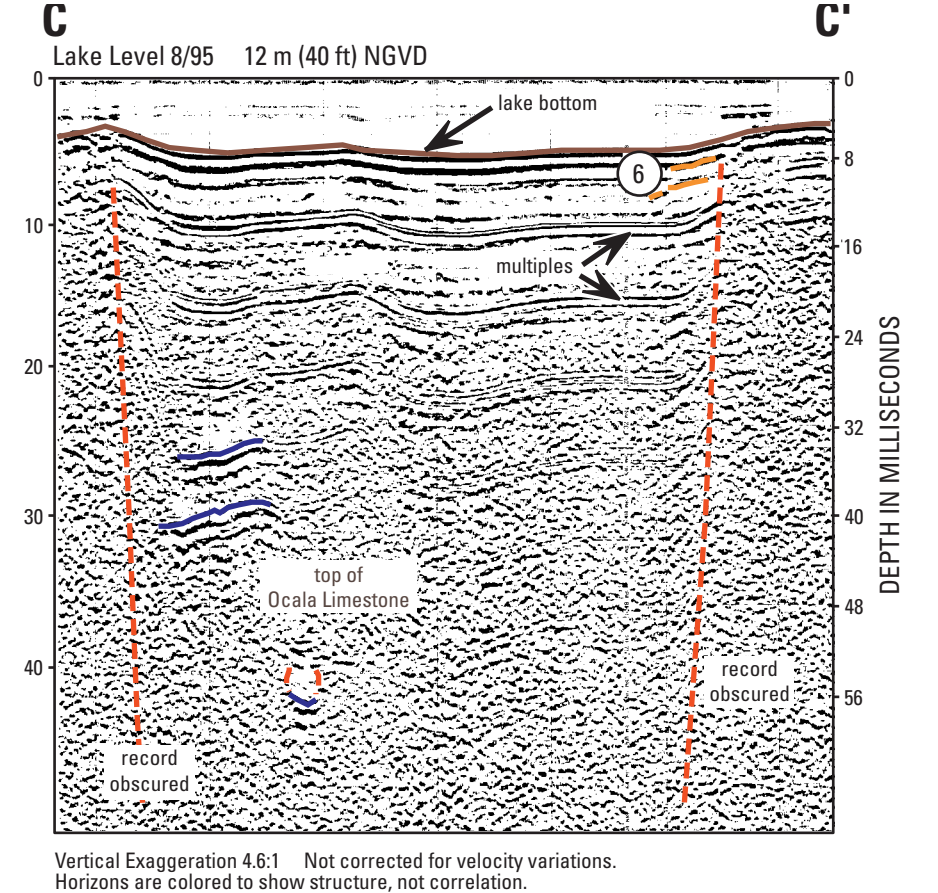 C C'
Lake Level 8/95 12 m (40 ft) NGVD
0 0
lake bottom
8
6
10
multiples
16
24
20
32
30
40
top of
Ocala Limestone
48
40
record
obscured
56
record
obscured
DEPTH IN MILLISECONDS
Vertical Exaggeration 4.6:1 Not corrected for velocity variations.
Horizons are colored to show structure, not correlation.